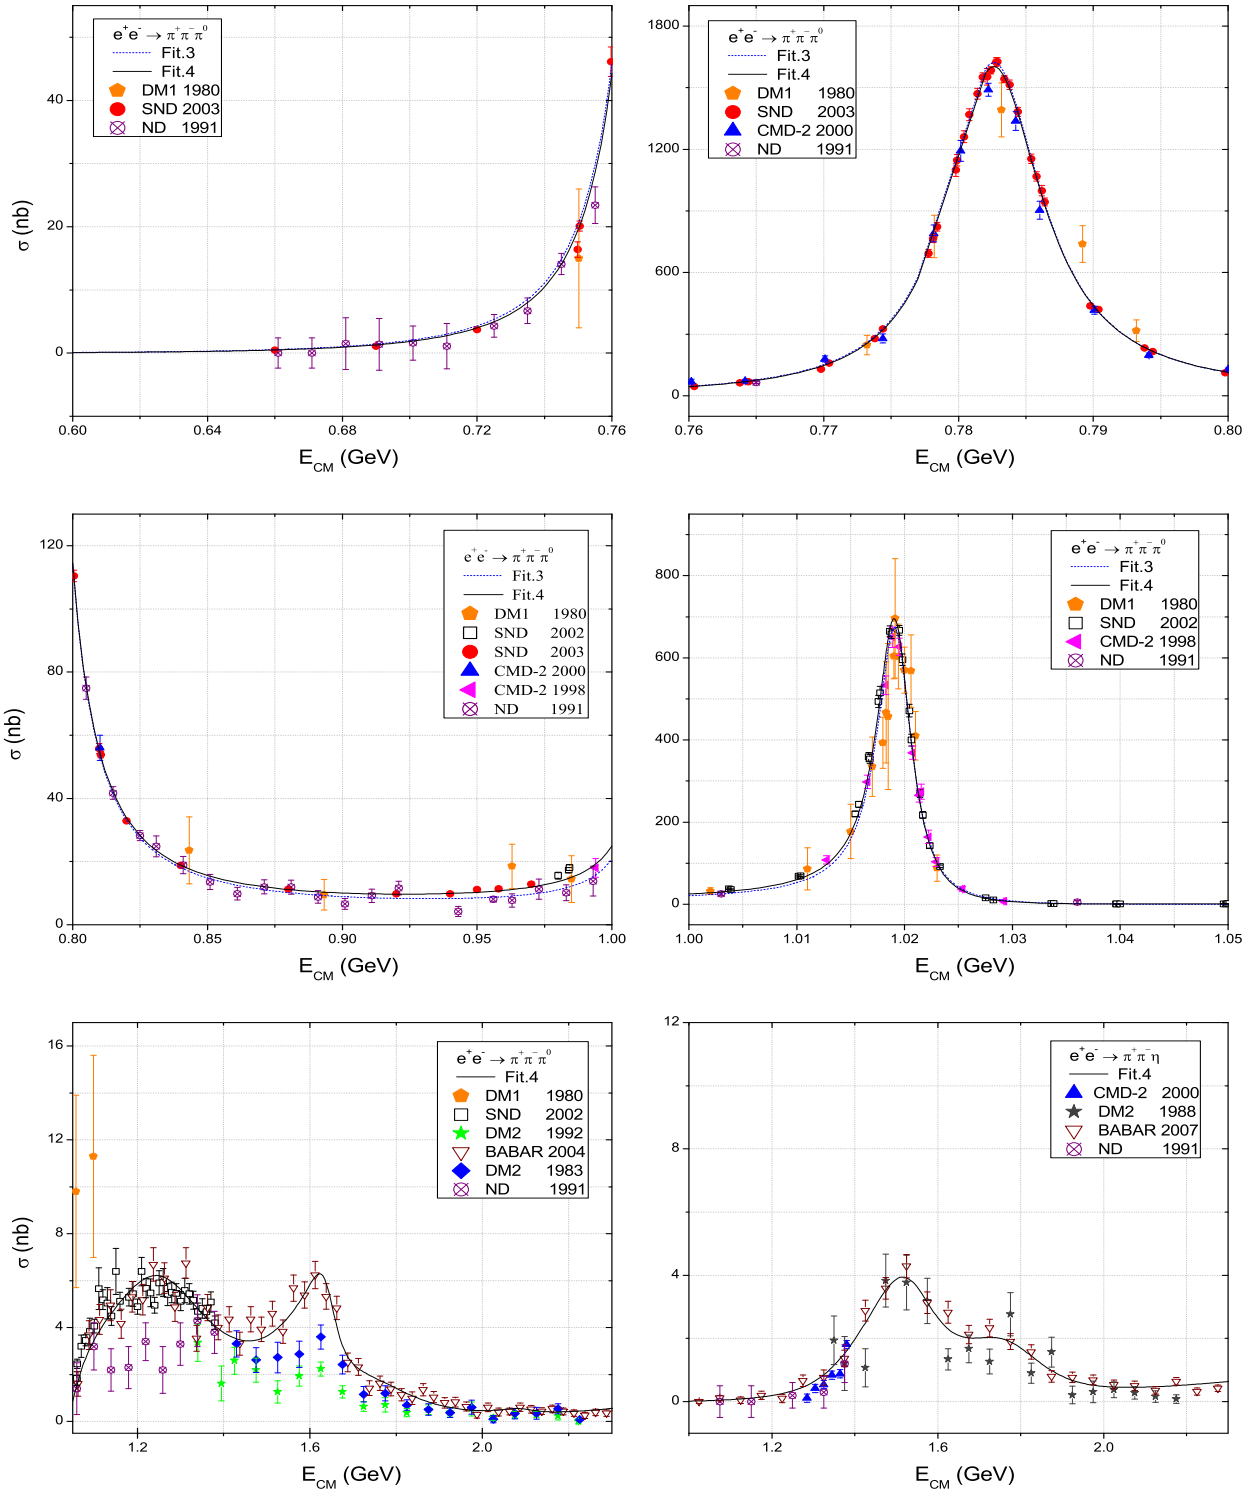 e⁺e⁻ → π⁺π⁻π⁰
Fit.3
Fit.4
DM1 1980
SND 2003
ND 1991
40
20
0
σ (nb)
0.60 0.64 0.68 0.72 0.76
E_CM (GeV)
e⁺e⁻ → π⁺π⁻π⁰
Fit.3
Fit.4
DM1 1980
SND 2003
CMD-2 2000
ND 1991
1800
1200
600
0
0.76 0.77 0.78 0.79 0.80
E_CM (GeV)
e⁺e⁻ → π⁺π⁻π⁰
Fit.3
Fit.4
DM1 1980
SND 2002
SND 2003
CMD-2 2000
CMD-2 1998
ND 1991
120
80
40
0
σ (nb)
0.80 0.85 0.90 0.95 1.00
E_CM (GeV)
e⁺e⁻ → π⁺π⁻π⁰
Fit.3
Fit.4
DM1 1980
SND 2002
CMD-2 1998
ND 1991
800
600
400
200
0
1.00 1.01 1.02 1.03 1.04 1.05
E_CM (GeV)
e⁺e⁻ → π⁺π⁻π⁰
Fit.4
DM1 1980
SND 2002
DM2 1992
BABAR 2004
DM2 1983
ND 1991
16
12
8
4
0
σ (nb)
1.2 1.6 2.0
E_CM (GeV)
e⁺e⁻ → π⁺π⁻η
Fit.4
CMD-2 2000
DM2 1988
BABAR 2007
ND 1991
12
8
4
0
1.2 1.6 2.0
E_CM (GeV)